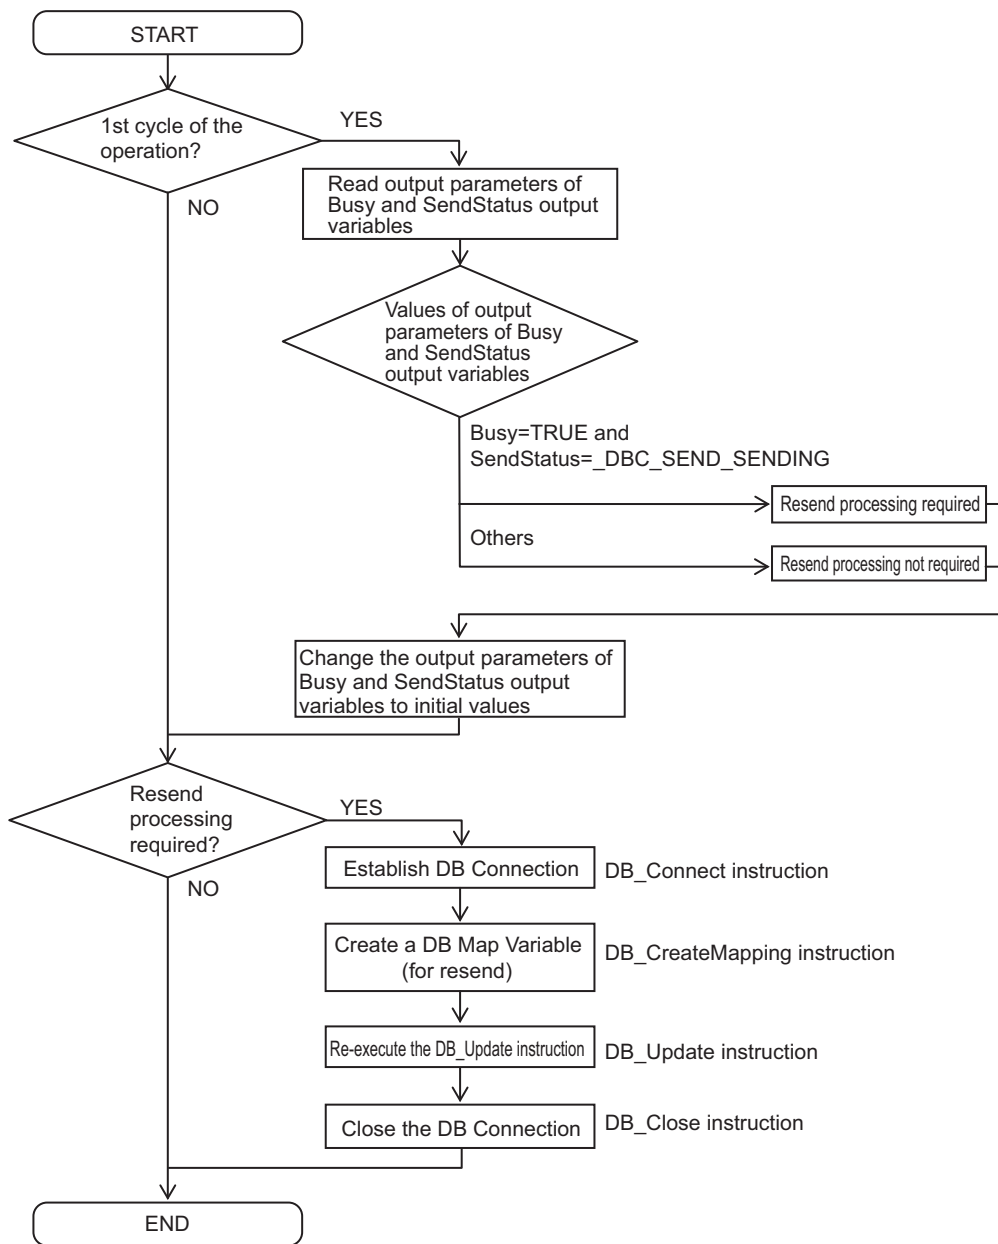 START
1st cycle of the
operation?
YES
NO
Read output parameters of
Busy and SendStatus output
variables
Values of output
parameters of Busy
and SendStatus
output variables
Busy=TRUE and
SendStatus=_DBC_SEND_SENDING
Resend processing required
Others
Resend processing not required
Change the output parameters of
Busy and SendStatus output
variables to initial values
Resend
processing
required?
YES
NO
Establish DB Connection
DB_Connect instruction
Create a DB Map Variable
(for resend)
DB_CreateMapping instruction
Re-execute the DB_Update instruction
DB_Update instruction
Close the DB Connection
DB_Close instruction
END